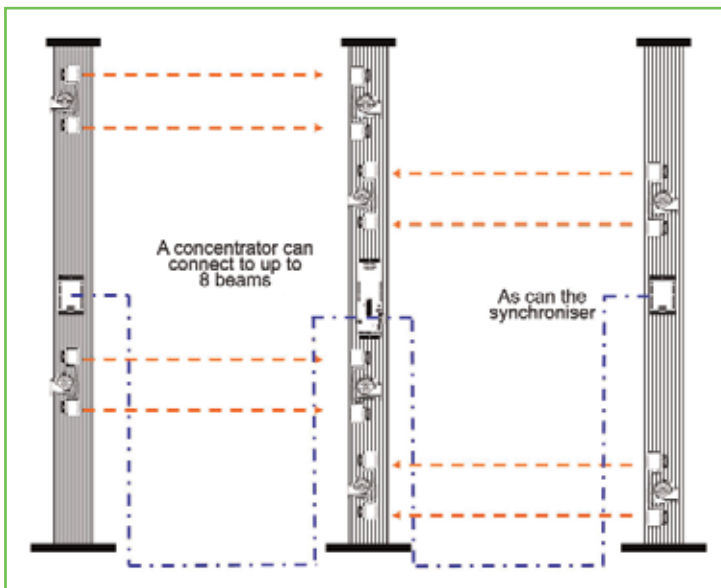 A concentrator can
connect to up to
8 beams
As can the
synchroniser